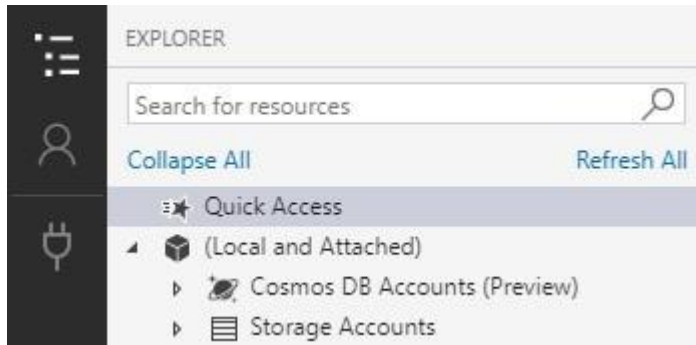 EXPLORER
Search for resources
Collapse All Refresh All
Quick Access
(Local and Attached)
Cosmos DB Accounts (Preview)
Storage Accounts